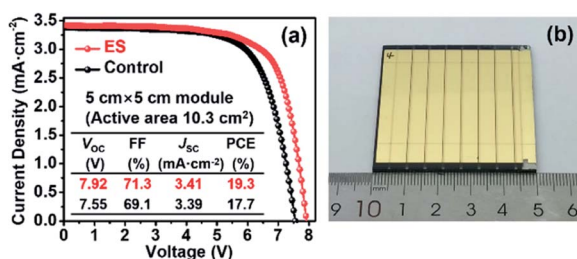 (a)
ES
Control
5 cm×5 cm module
(Active area 10.3 cm²)
VOC FF JSC PCE
(V) (%) (mA·cm⁻²) (%)
7.92 71.3 3.41 19.3
7.55 69.1 3.39 17.7
Current Density (mA·cm⁻²)
3.5
3.0
2.5
2.0
1.5
1.0
0.5
0.0
0 1 2 3 4 5 6 7 8
Voltage (V)
(b)
9 10 1 2 3 4 5 6